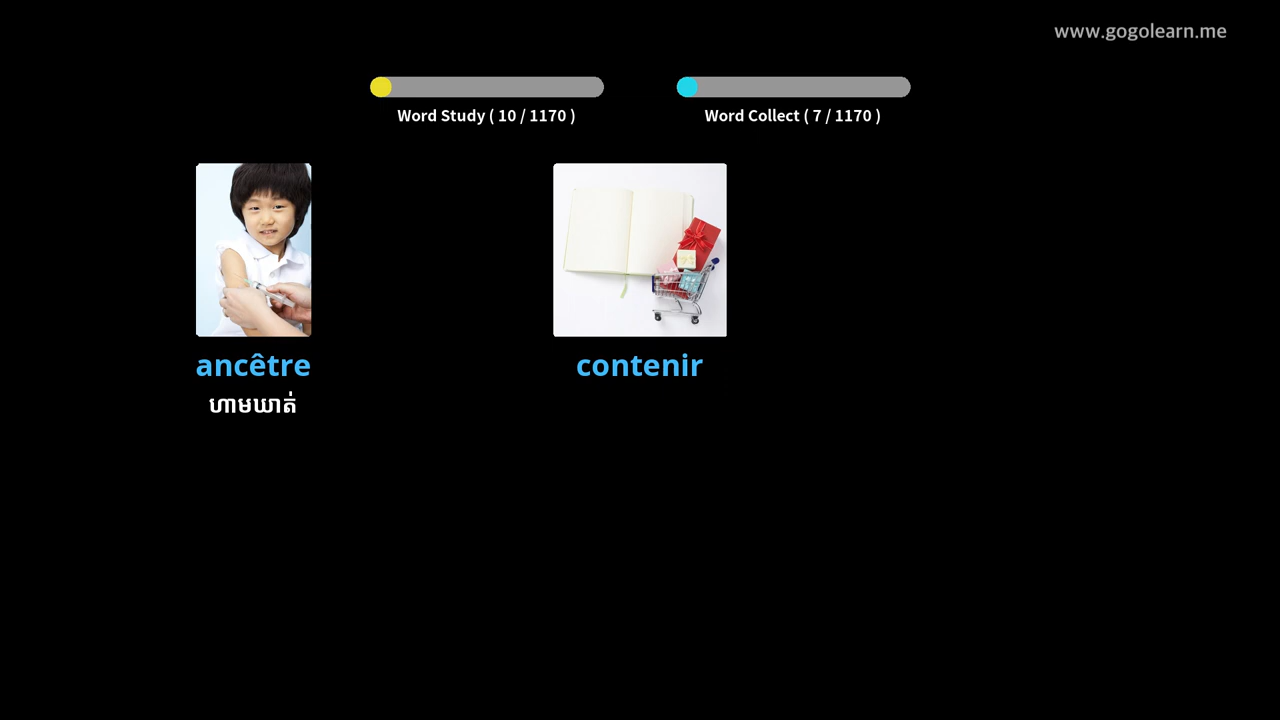 www.gogolearn.me
Word Study ( 10 / 1170 )
Word Collect ( 7 / 1170 )
ancêtre
contenir
ហាមឃាត់